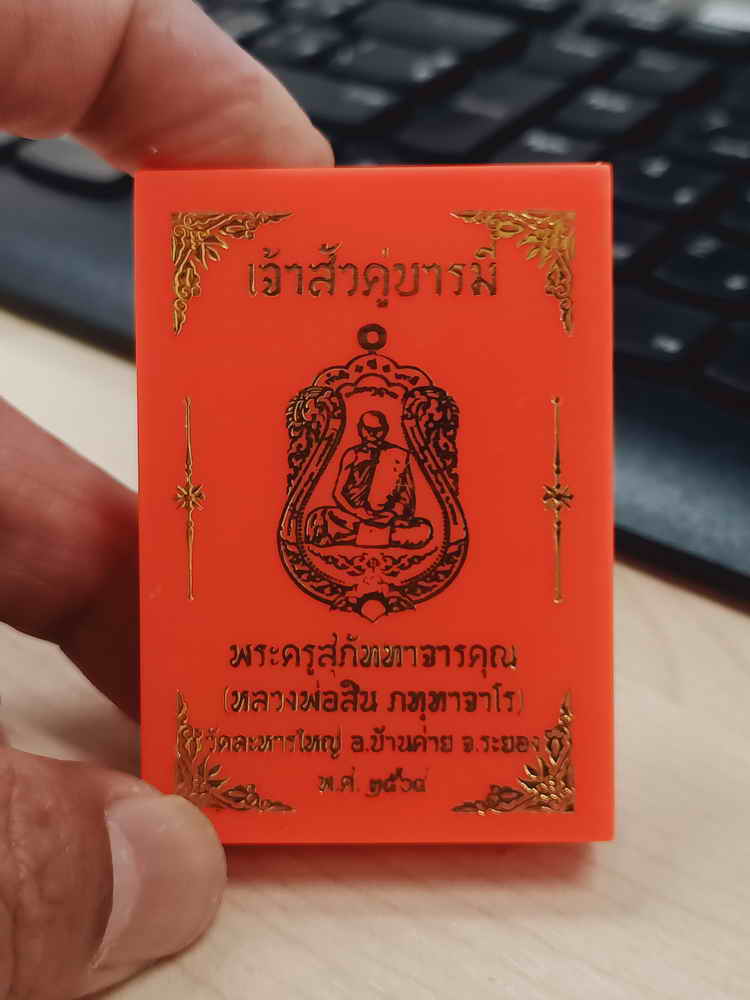 เจ้าสัวคู่บารมี
พระครูสุภัททาจารคุณ
(หลวงพ่อสิน ภทฺทาจาโร)
วัดละหารใหญ่ อ.บ้านค่าย จ.ระยอง
พ.ศ. ๒๕๖๔